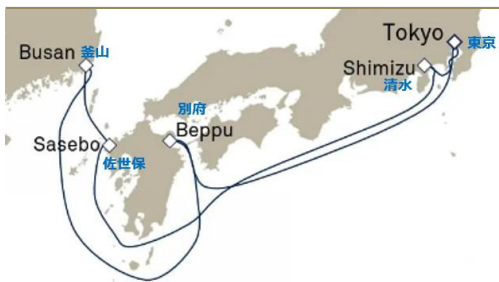 Tokyo 東京
Busan 釜山
Shimizu
清水
別府
Beppu
Sasebo
佐世保